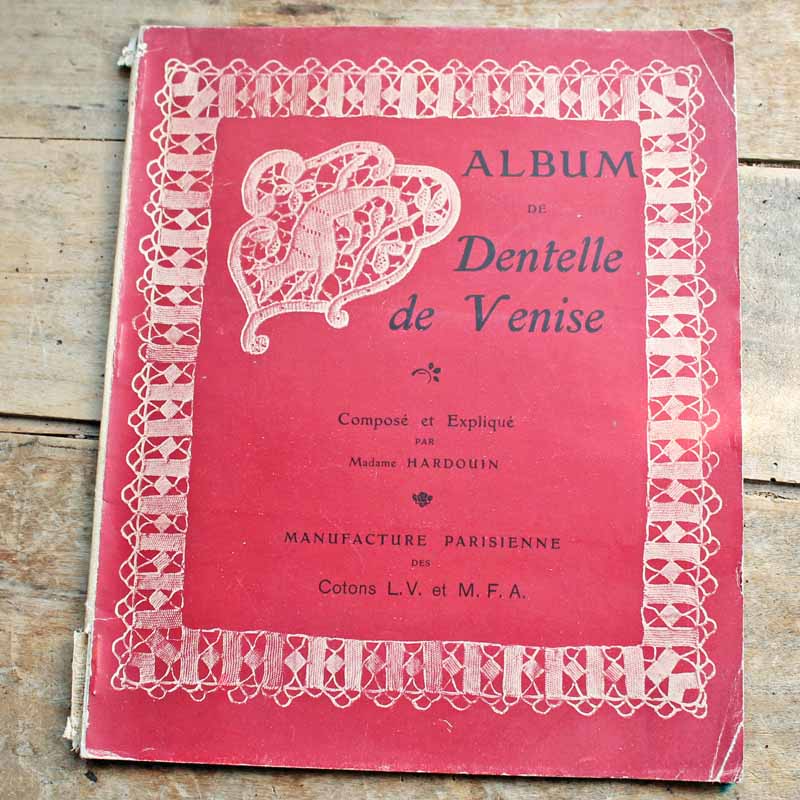 ALBUM
DE
Dentelle
de Venise
Composé et Expliqué
PAR
Madame HARDOUIN
MANUFACTURE PARISIENNE
DES
Cotons L.V. et M.F.A.